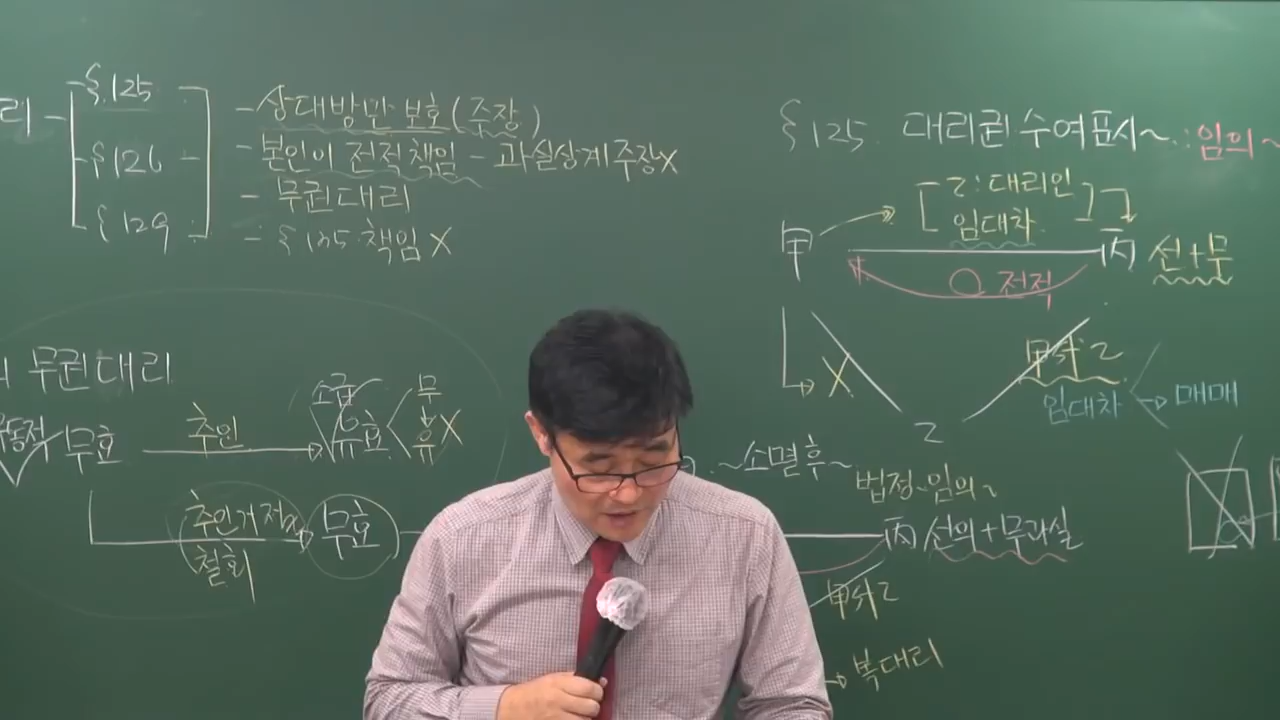 리 - §125
§126
§129
- 상대방만 보호 (주장)
- 본인이 전적책임 - 과실상계 주장 X
- 무권대리
- §135 책임 X
무권대리
유동적 무효
추인
소급
유효
무
유 X
추인거절
철회
무효
§125. 대리권 수여표시~ : 임의~
甲
[ 乙 : 대리인
임대차 ]
丙 선+무
O 전적
X
乙
甲 乙
임대차
→ 매매
~소멸후~
법정·임의~
丙 선의+무과실
甲 乙
→ 복대리